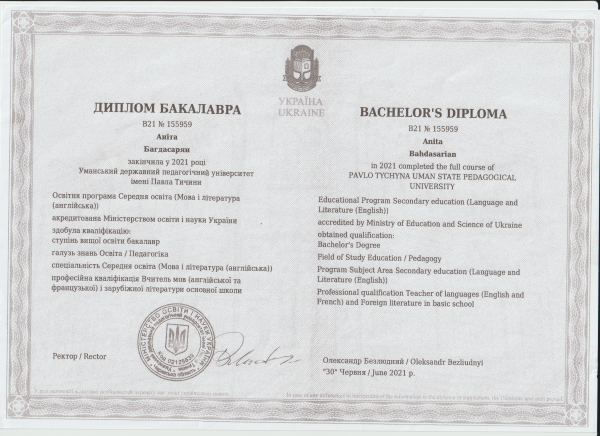 УКРАЇНА
UKRAINE
ДИПЛОМ БАКАЛАВРА
B21 № 155959
Аніта
Багдасарян
закінчила у 2021 році
Уманський державний педагогічний університет
імені Павла Тичини
Освітня програма Середня освіта (Мова і література
(англійська))
акредитована Міністерством освіти і науки України
здобула кваліфікацію:
ступінь вищої освіти бакалавр
галузь знань Освіта / Педагогіка
спеціальність Середня освіта (Мова і література (англійська))
професійна кваліфікація Вчитель мов (англійської та
французької) і зарубіжної літератури основної школи
Ректор / Rector
BACHELOR'S DIPLOMA
B21 № 155959
Anita
Bahdasarian
in 2021 completed the full course of
PAVLO TYCHYNA UMAN STATE PEDAGOGICAL
UNIVERSITY
Educational Program Secondary education (Language and
Literature (English))
accredited by Ministry of Education and Science of Ukraine
obtained qualification:
Bachelor's Degree
Field of Study Education / Pedagogy
Program Subject Area Secondary education (Language and
Literature (English))
Professional qualification Teacher of languages (English and
French) and Foreign literature in basic school
Олександр Безлюдний / Oleksandr Bezliudnyi
"30" Червня / June 2021 р.
МІНІСТЕРСТВО ОСВІТИ І НАУКИ УКРАЇНИ
Код 02125639